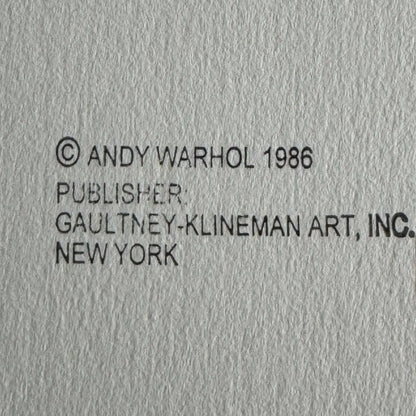 © ANDY WARHOL 1986
PUBLISHER:
GAULTNEY-KLINEMAN ART, INC.
NEW YORK